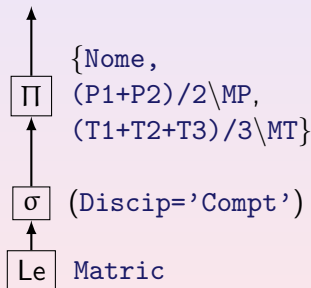 {Nome,
Π (P1+P2)/2\MP,
(T1+T2+T3)/3\MT}
σ (Discip='Compt')
Le Matric